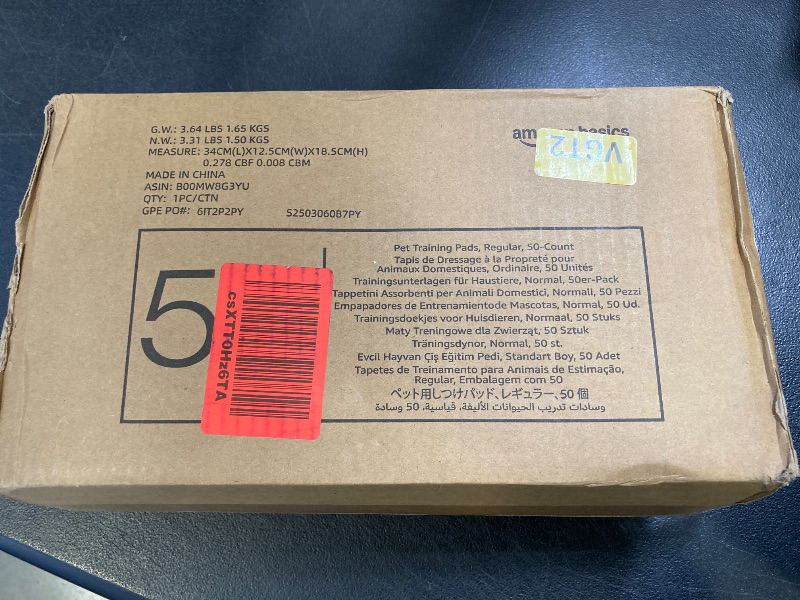 G.W.: 3.64 LBS 1.65 KGS
N.W.: 3.31 LBS 1.50 KGS
MEASURE: 34CM(L)X12.5CM(W)X18.5CM(H)
0.278 CBF 0.008 CBM
MADE IN CHINA
ASIN: B00MW8G3YU
QTY: 1PC/CTN
GPE PO#: 6IT2P2PY S2503060B7PY
amazon basics
VGT2
5
csXTT0Hz6TA
Pet Training Pads, Regular, 50-Count
Tapis de Dressage à la Propreté pour
Animaux Domestiques, Ordinaire, 50 Unités
Trainingsunterlagen für Haustiere, Normal, 50er-Pack
Tappetini Assorbenti per Animali Domestici, Normali, 50 Pezzi
Empapadores de Entrenamientode Mascotas, Normal, 50 Ud.
Trainingsdoekjes voor Huisdieren, Normaal, 50 Stuks
Maty Treningowe dla Zwierząt, 50 Sztuk
Träningsdynor, Normal, 50 st.
Evcil Hayvan Çiş Eğitim Pedi, Standart Boy, 50 Adet
Tapetes de Treinamento para Animais de Estimação,
Regular, Embalagem com 50
ペット用しつけパッド、レギュラー、50個
وسادات تدريب الحيوانات الأليفة، قياسية، 50 وسادة